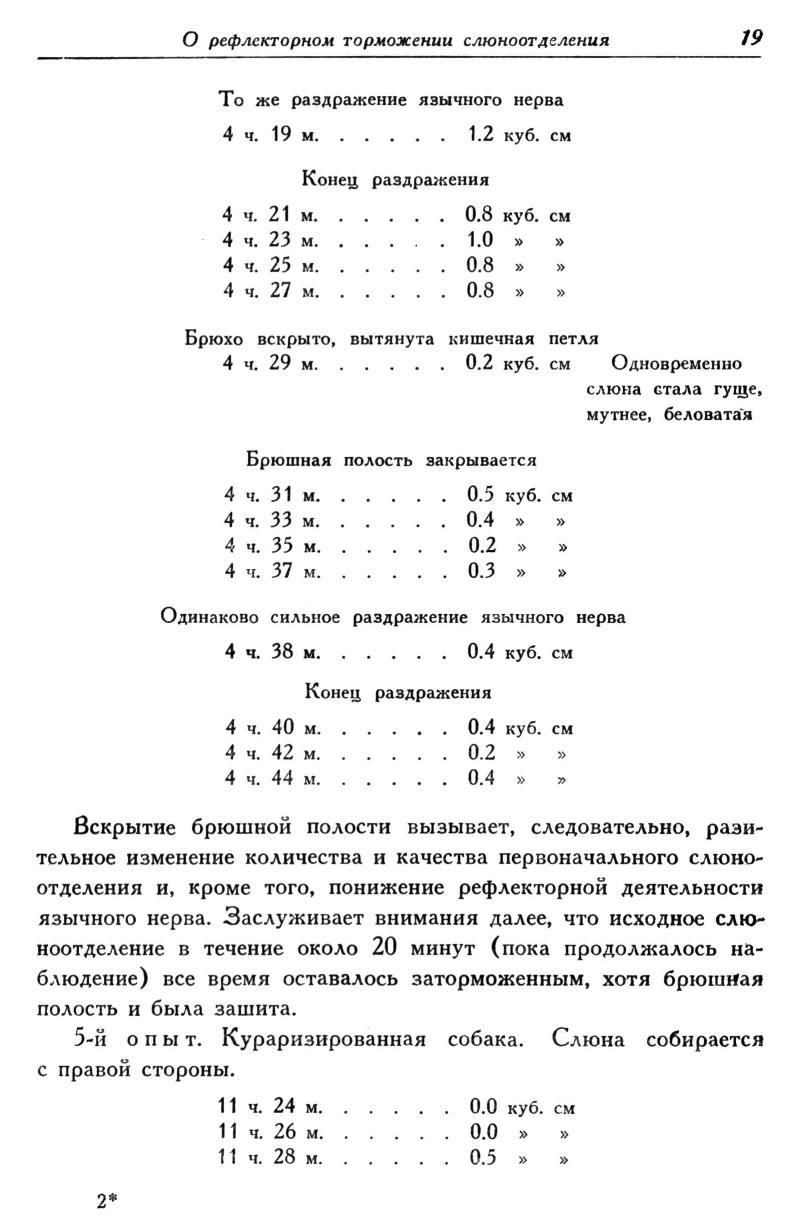 О рефлекторном торможении слюноотделения 19
То же раздражение язычного нерва
4 ч. 19 м. . . . . . 1.2 куб. см
Конец раздражения
4 ч. 21 м. . . . . . 0.8 куб. см
4 ч. 23 м. . . . . . 1.0 » »
4 ч. 25 м. . . . . . 0.8 » »
4 ч. 27 м. . . . . . 0.8 » »
Брюхо вскрыто, вытянута кишечная петля
4 ч. 29 м. . . . . . 0.2 куб. см Одновременно
слюна стала гуще,
мутнее, беловатая
Брюшная полость закрывается
4 ч. 31 м. . . . . . 0.5 куб. см
4 ч. 33 м. . . . . . 0.4 » »
4 ч. 35 м. . . . . . 0.2 » »
4 ч. 37 м. . . . . . 0.3 » »
Одинаково сильное раздражение язычного нерва
4 ч. 38 м. . . . . . 0.4 куб. см
Конец раздражения
4 ч. 40 м. . . . . . 0.4 куб. см
4 ч. 42 м. . . . . . 0.2 » »
4 ч. 44 м. . . . . . 0.4 » »
Вскрытие брюшной полости вызывает, следовательно, рази-
тельное изменение количества и качества первоначального слюно-
отделения и, кроме того, понижение рефлекторной деятельности
язычного нерва. Заслуживает внимания далее, что исходное слю-
ноотделение в течение около 20 минут (пока продолжалось на-
блюдение) все время оставалось заторможенным, хотя брюшная
полость и была зашита.
5-й опыт. Кураризированная собака. Слюна собирается
с правой стороны.
11 ч. 24 м. . . . . . 0.0 куб. см
11 ч. 26 м. . . . . . 0.0 » »
11 ч. 28 м. . . . . . 0.5 » »
2*